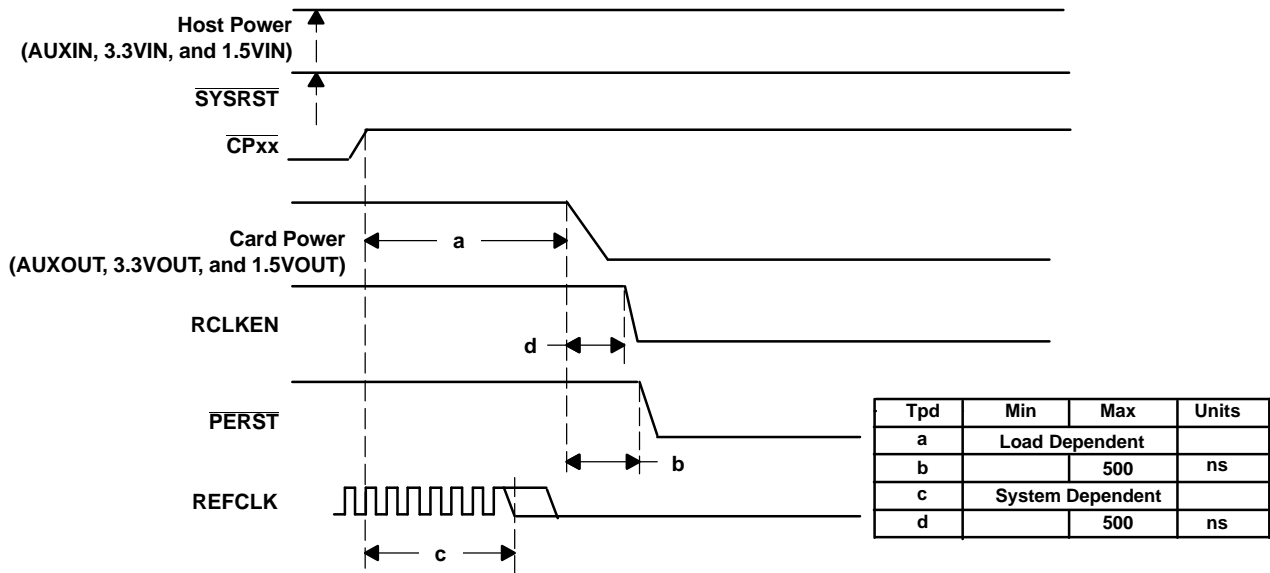 Host Power
(AUXIN, 3.3VIN, and 1.5VIN)
SYSRST
CPxx
a
Card Power
(AUXOUT, 3.3VOUT, and 1.5VOUT)
RCLKEN
d
PERST
b
REFCLK
c
Tpd Min Max Units
a Load Dependent
b 500 ns
c System Dependent
d 500 ns